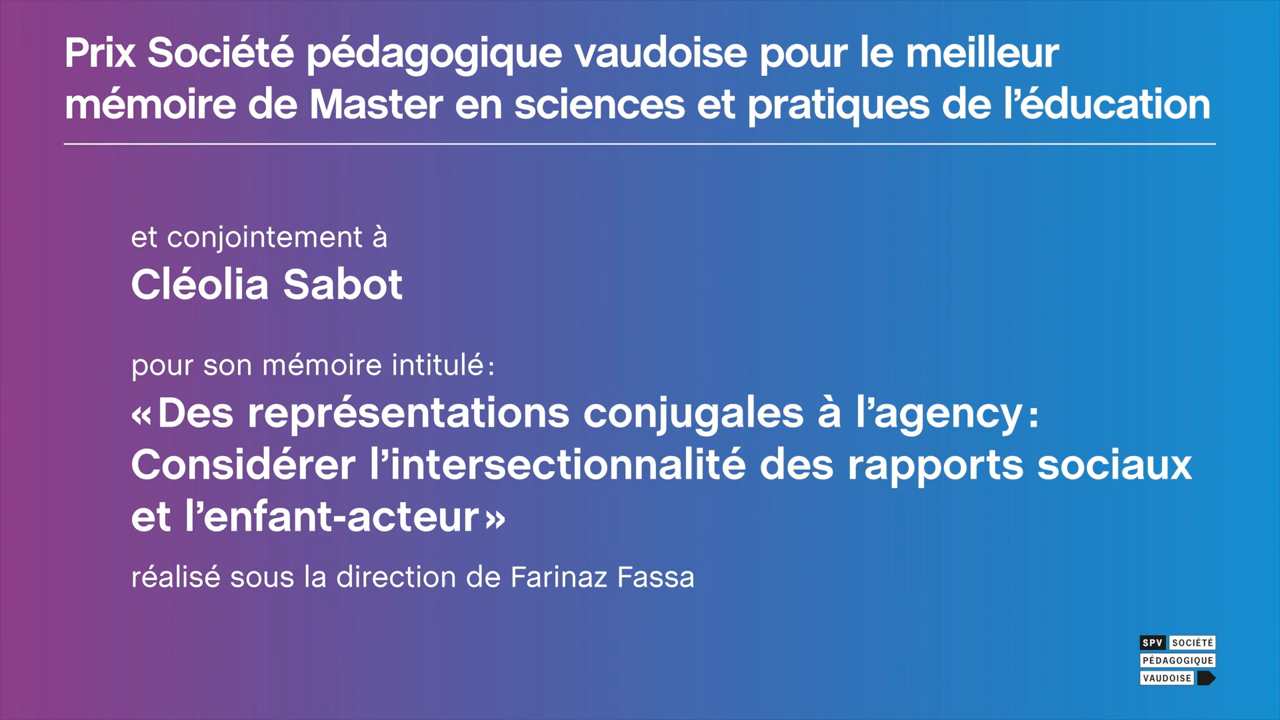 Prix Société pédagogique vaudoise pour le meilleur
mémoire de Master en sciences et pratiques de l’éducation
et conjointement à
Cléolia Sabot
pour son mémoire intitulé :
« Des représentations conjugales à l’agency :
Considérer l’intersectionnalité des rapports sociaux
et l’enfant-acteur »
réalisé sous la direction de Farinaz Fassa
SPV SOCIÉTÉ
PÉDAGOGIQUE
VAUDOISE